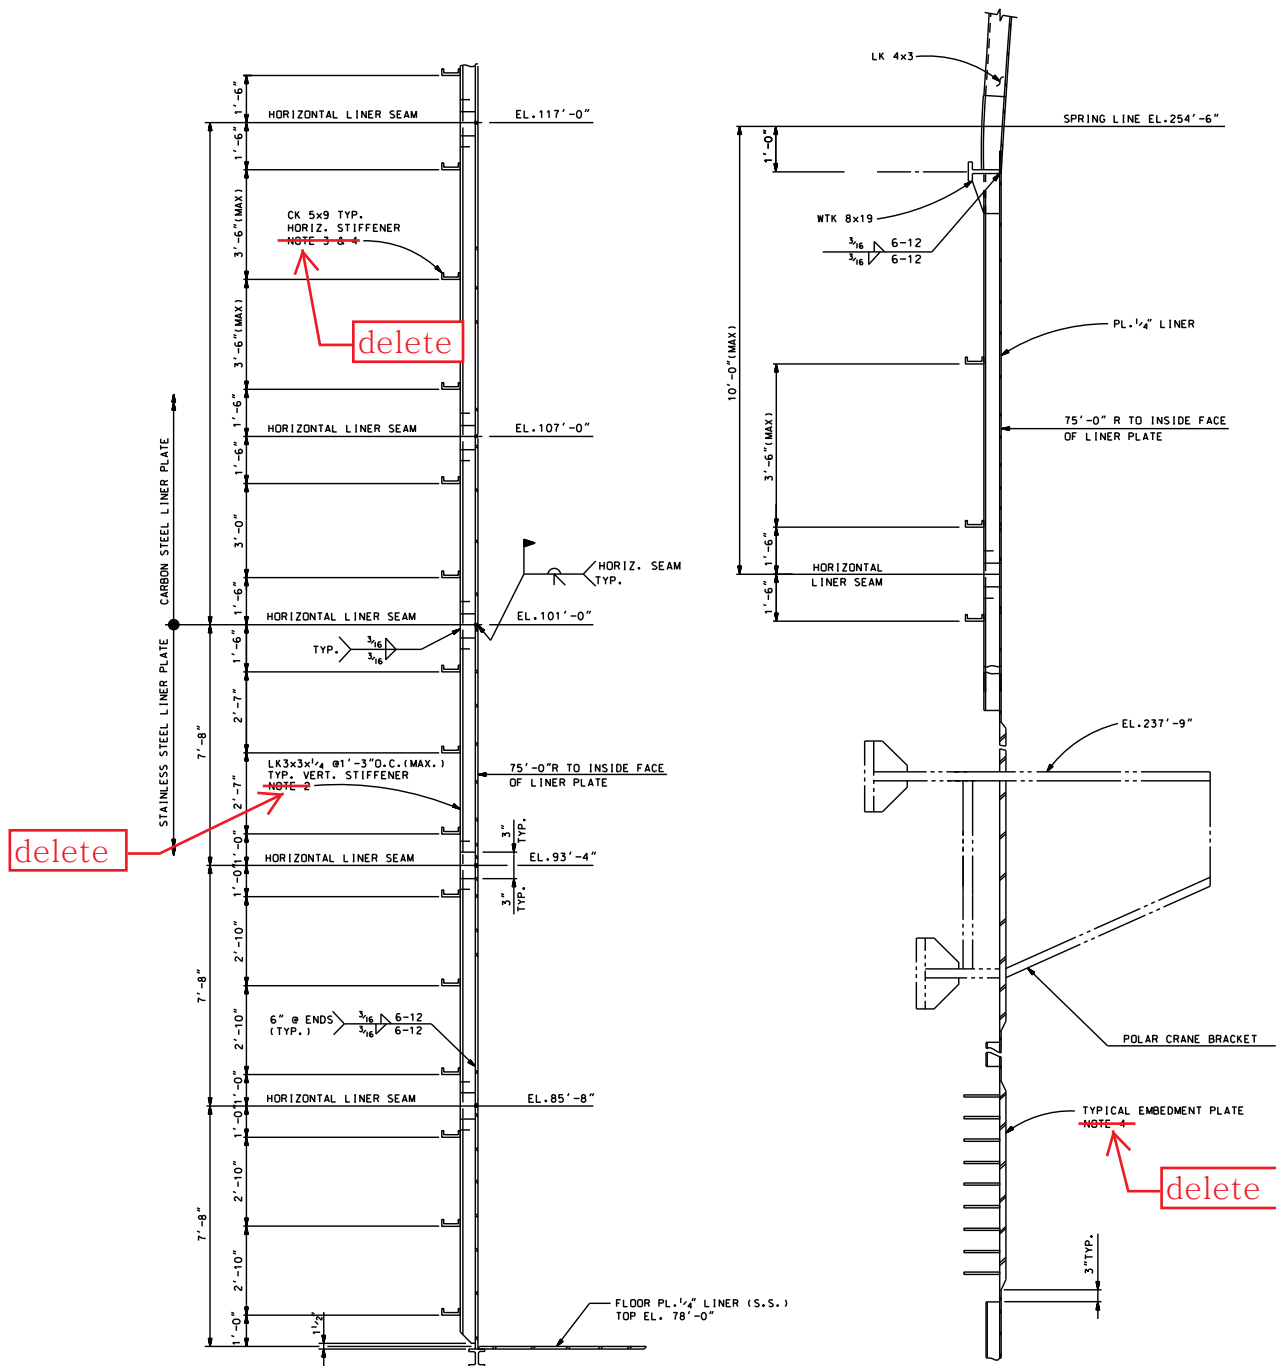 1'-6"
HORIZONTAL LINER SEAM
EL.117'-0"
1'-6"
3'-6"(MAX)
CK 5x9 TYP.
HORIZ. STIFFENER
NOTE 3 & 4
delete
3'-6"(MAX)
1'-6"
HORIZONTAL LINER SEAM
EL.107'-0"
1'-6"
CARBON STEEL LINER PLATE
3'-0"
HORIZ. SEAM
TYP.
1'-6"
HORIZONTAL LINER SEAM
EL.101'-0"
TYP.
3/16
3/16
1'-6"
STAINLESS STEEL LINER PLATE
2'-7"
7'-8"
LK3x3x1/4 @1'-3"O.C.(MAX.)
TYP. VERT. STIFFENER
NOTE 2
delete
75'-0"R TO INSIDE FACE
OF LINER PLATE
2'-7"
3"
TYP.
1'-0"
HORIZONTAL LINER SEAM
EL.93'-4"
1'-0"
3"
TYP.
2'-10"
7'-8"
6" @ ENDS
(TYP.)
3/16
6-12
3/16
6-12
2'-10"
1'-0"
HORIZONTAL LINER SEAM
EL.85'-8"
1'-0"
2'-10"
7'-8"
2'-10"
1'-0"
1 1/2"
FLOOR PL.1/4" LINER (S.S.)
TOP EL. 78'-0"
LK 4x3
SPRING LINE EL.254'-6"
1'-0"
WTK 8x19
3/16
6-12
3/16
6-12
PL.1/4" LINER
10'-0"(MAX)
3'-6"(MAX)
75'-0" R TO INSIDE FACE
OF LINER PLATE
1'-6"
HORIZONTAL
LINER SEAM
1'-6"
EL.237'-9"
POLAR CRANE BRACKET
TYPICAL EMBEDMENT PLATE
NOTE 4
delete
3"TYP.